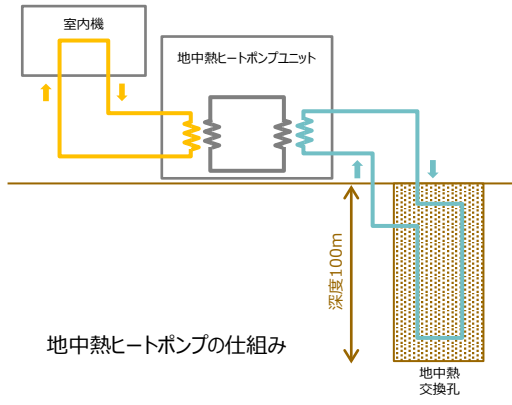 室内機
地中熱ヒートポンプユニット
深度100m
地中熱ヒートポンプの仕組み
地中熱
交換孔